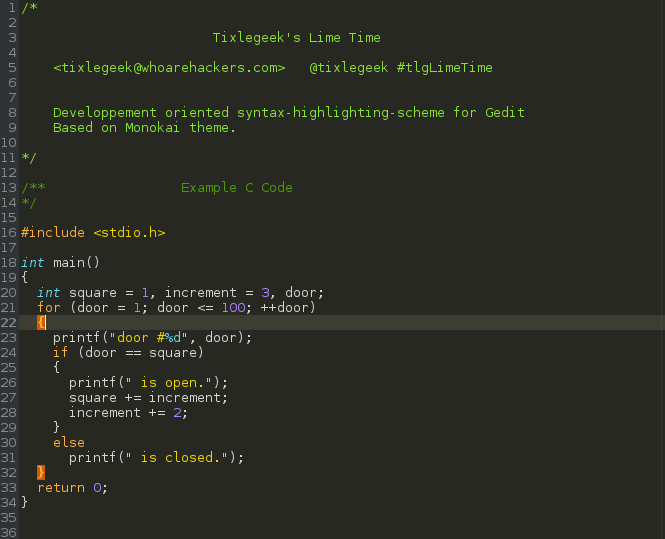 1 /*
2
3 Tixlegeek's Lime Time
4
5 <tixlegeek@whoarehackers.com> @tixlegeek #tlgLimeTime
6
7
8 Developpement oriented syntax-highlighting-scheme for Gedit
9 Based on Monokai theme.
10
11 */
12
13 /** Example C Code
14 */
15
16 #include <stdio.h>
17
18 int main()
19 {
20 int square = 1, increment = 3, door;
21 for (door = 1; door <= 100; ++door)
22 {
23 printf("door #%d", door);
24 if (door == square)
25 {
26 printf(" is open.");
27 square += increment;
28 increment += 2;
29 }
30 else
31 printf(" is closed.");
32 }
33 return 0;
34 }
35
36